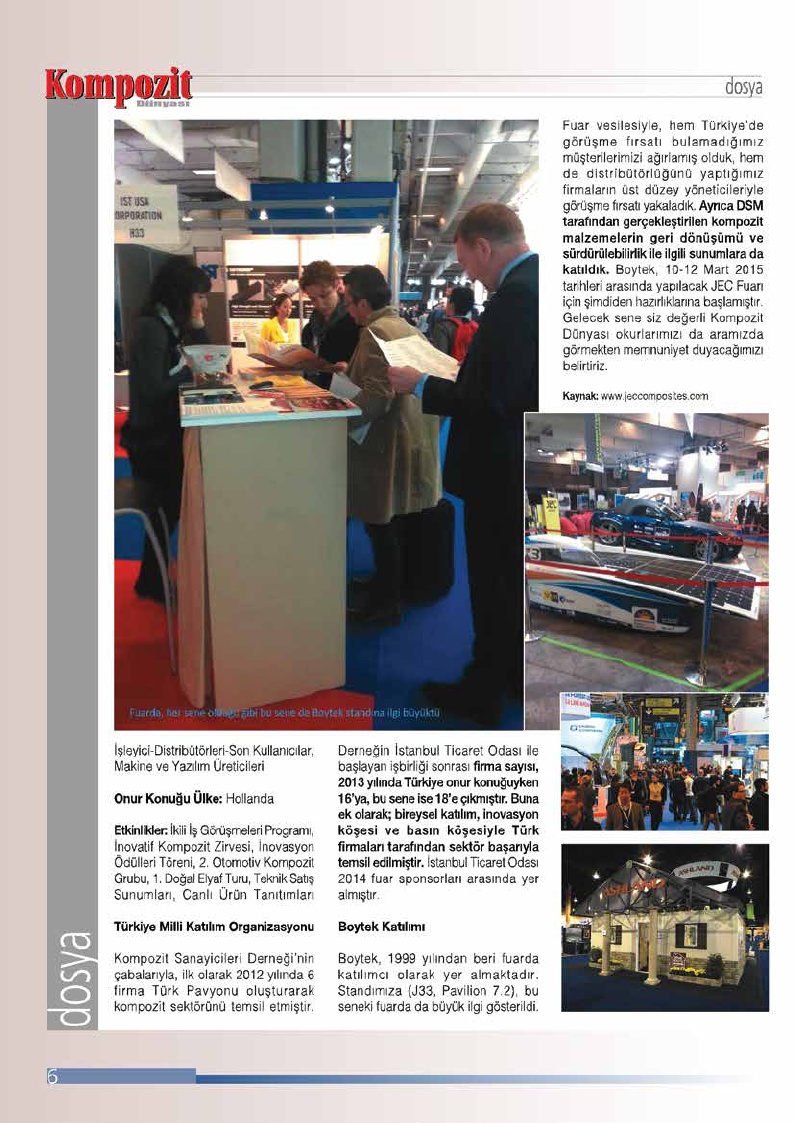 Kompozit
Dünyası
dosya
IST USA
CORPORATION
H33
Fuarda, her sene olduğu gibi bu sene de Boytek standına ilgi büyüktü
İşleyici-Distribütörleri-Son Kullanıcılar,
Makine ve Yazılım Üreticileri
Onur Konuğu Ülke: Hollanda
Etkinlikler: İkili İş Görüşmeleri Programı,
İnovatif Kompozit Zirvesi, İnovasyon
Ödülleri Töreni, 2. Otomotiv Kompozit
Grubu, 1. Doğal Elyaf Turu, Teknik Satış
Sunumları, Canlı Ürün Tanıtımları
Türkiye Milli Katılım Organizasyonu
Kompozit Sanayicileri Derneği'nin
çabalarıyla, ilk olarak 2012 yılında 6
firma Türk Pavyonu oluşturarak
kompozit sektörünü temsil etmiştir.
Derneğin İstanbul Ticaret Odası ile
başlayan işbirliği sonrası firma sayısı,
2013 yılında Türkiye onur konuğuyken
16'ya, bu sene ise 18'e çıkmıştır. Buna
ek olarak; bireysel katılım, inovasyon
köşesi ve basın köşesiyle Türk
firmaları tarafından sektör başarıyla
temsil edilmiştir. İstanbul Ticaret Odası
2014 fuar sponsorları arasında yer
almıştır.
Boytek Katılımı
Boytek, 1999 yılından beri fuarda
katılımcı olarak yer almaktadır.
Standımıza (J33, Pavilion 7.2), bu
seneki fuarda da büyük ilgi gösterildi.
Fuar vesilesiyle, hem Türkiye'de
görüşme fırsatı bulamadığımız
müşterilerimizi ağırlamış olduk, hem
de distribütörlüğünü yaptığımız
firmaların üst düzey yöneticileriyle
görüşme fırsatı yakaladık. Ayrıca DSM
tarafından gerçekleştirilen kompozit
malzemelerin geri dönüşümü ve
sürdürülebilirlik ile ilgili sunumlara da
katıldık. Boytek, 10-12 Mart 2015
tarihleri arasında yapılacak JEC Fuarı
için şimdiden hazırlıklarına başlamıştır.
Gelecek sene siz değerli Kompozit
Dünyası okurlarımızı da aramızda
görmekten memnuniyet duyacağımızı
belirtiriz.
Kaynak: www.jeccompostes.com
jec
ASHLAND
ASHLAND
dosya
6